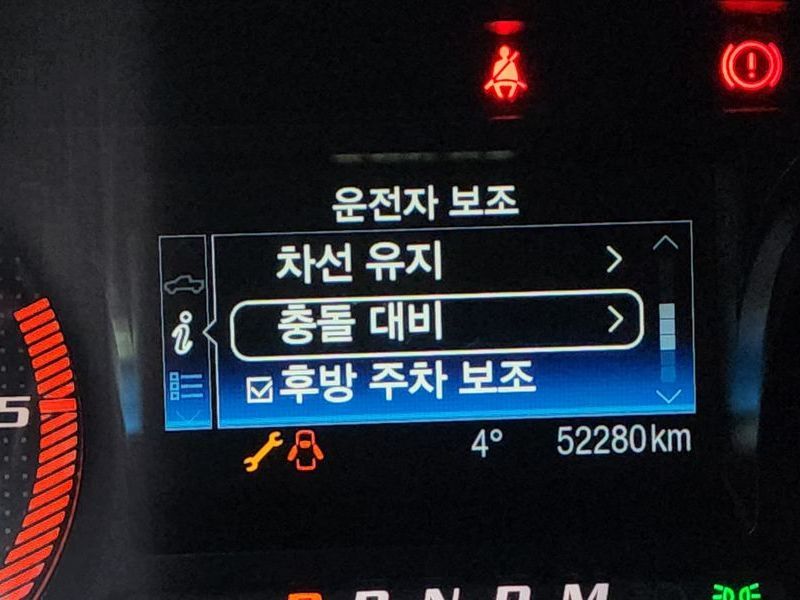 운전자 보조
차선 유지
충돌 대비
후방 주차 보조
5
4° 52280km
R N D M